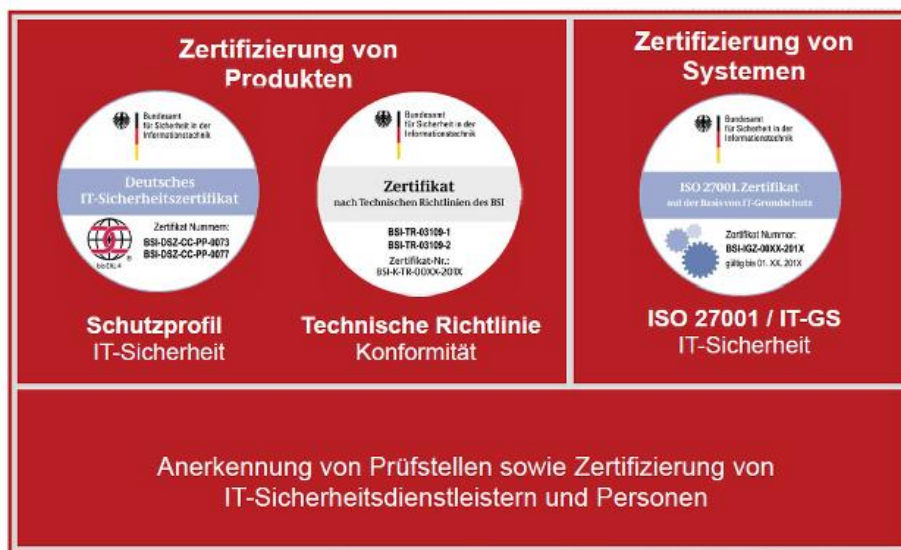 Zertifizierung von
Produkten
Bundesamt
für Sicherheit in der
Informationstechnik
Deutsches
IT-Sicherheitszertifikat
Zertifikat Nummern:
BSI-DSZ-CC-PP-0073
BSI-DSZ-CC-PP-0077
bis EAL 4
®
Schutzprofil
IT-Sicherheit
Bundesamt
für Sicherheit in der
Informationstechnik
Zertifikat
nach Technischen Richtlinien des BSI
BSI-TR-03109-1
BSI-TR-03109-2
Zertifikat-Nr.:
BSI-K-TR-00XX-201X
Technische Richtlinie
Konformität
Zertifizierung von
Systemen
Bundesamt
für Sicherheit in der
Informationstechnik
ISO 27001.Zertifikat
auf der Basis von IT-Grundschutz
Zertifikat Nummer:
BSI-IGZ-00XX-201X
gültig bis 01. XX. 201X
ISO 27001 / IT-GS
IT-Sicherheit
Anerkennung von Prüfstellen sowie Zertifizierung von
IT-Sicherheitsdienstleistern und Personen